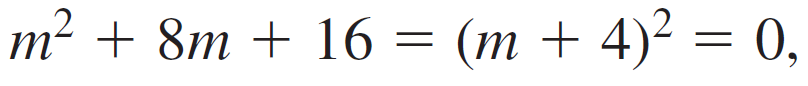 m² + 8m + 16 = (m + 4)² = 0,